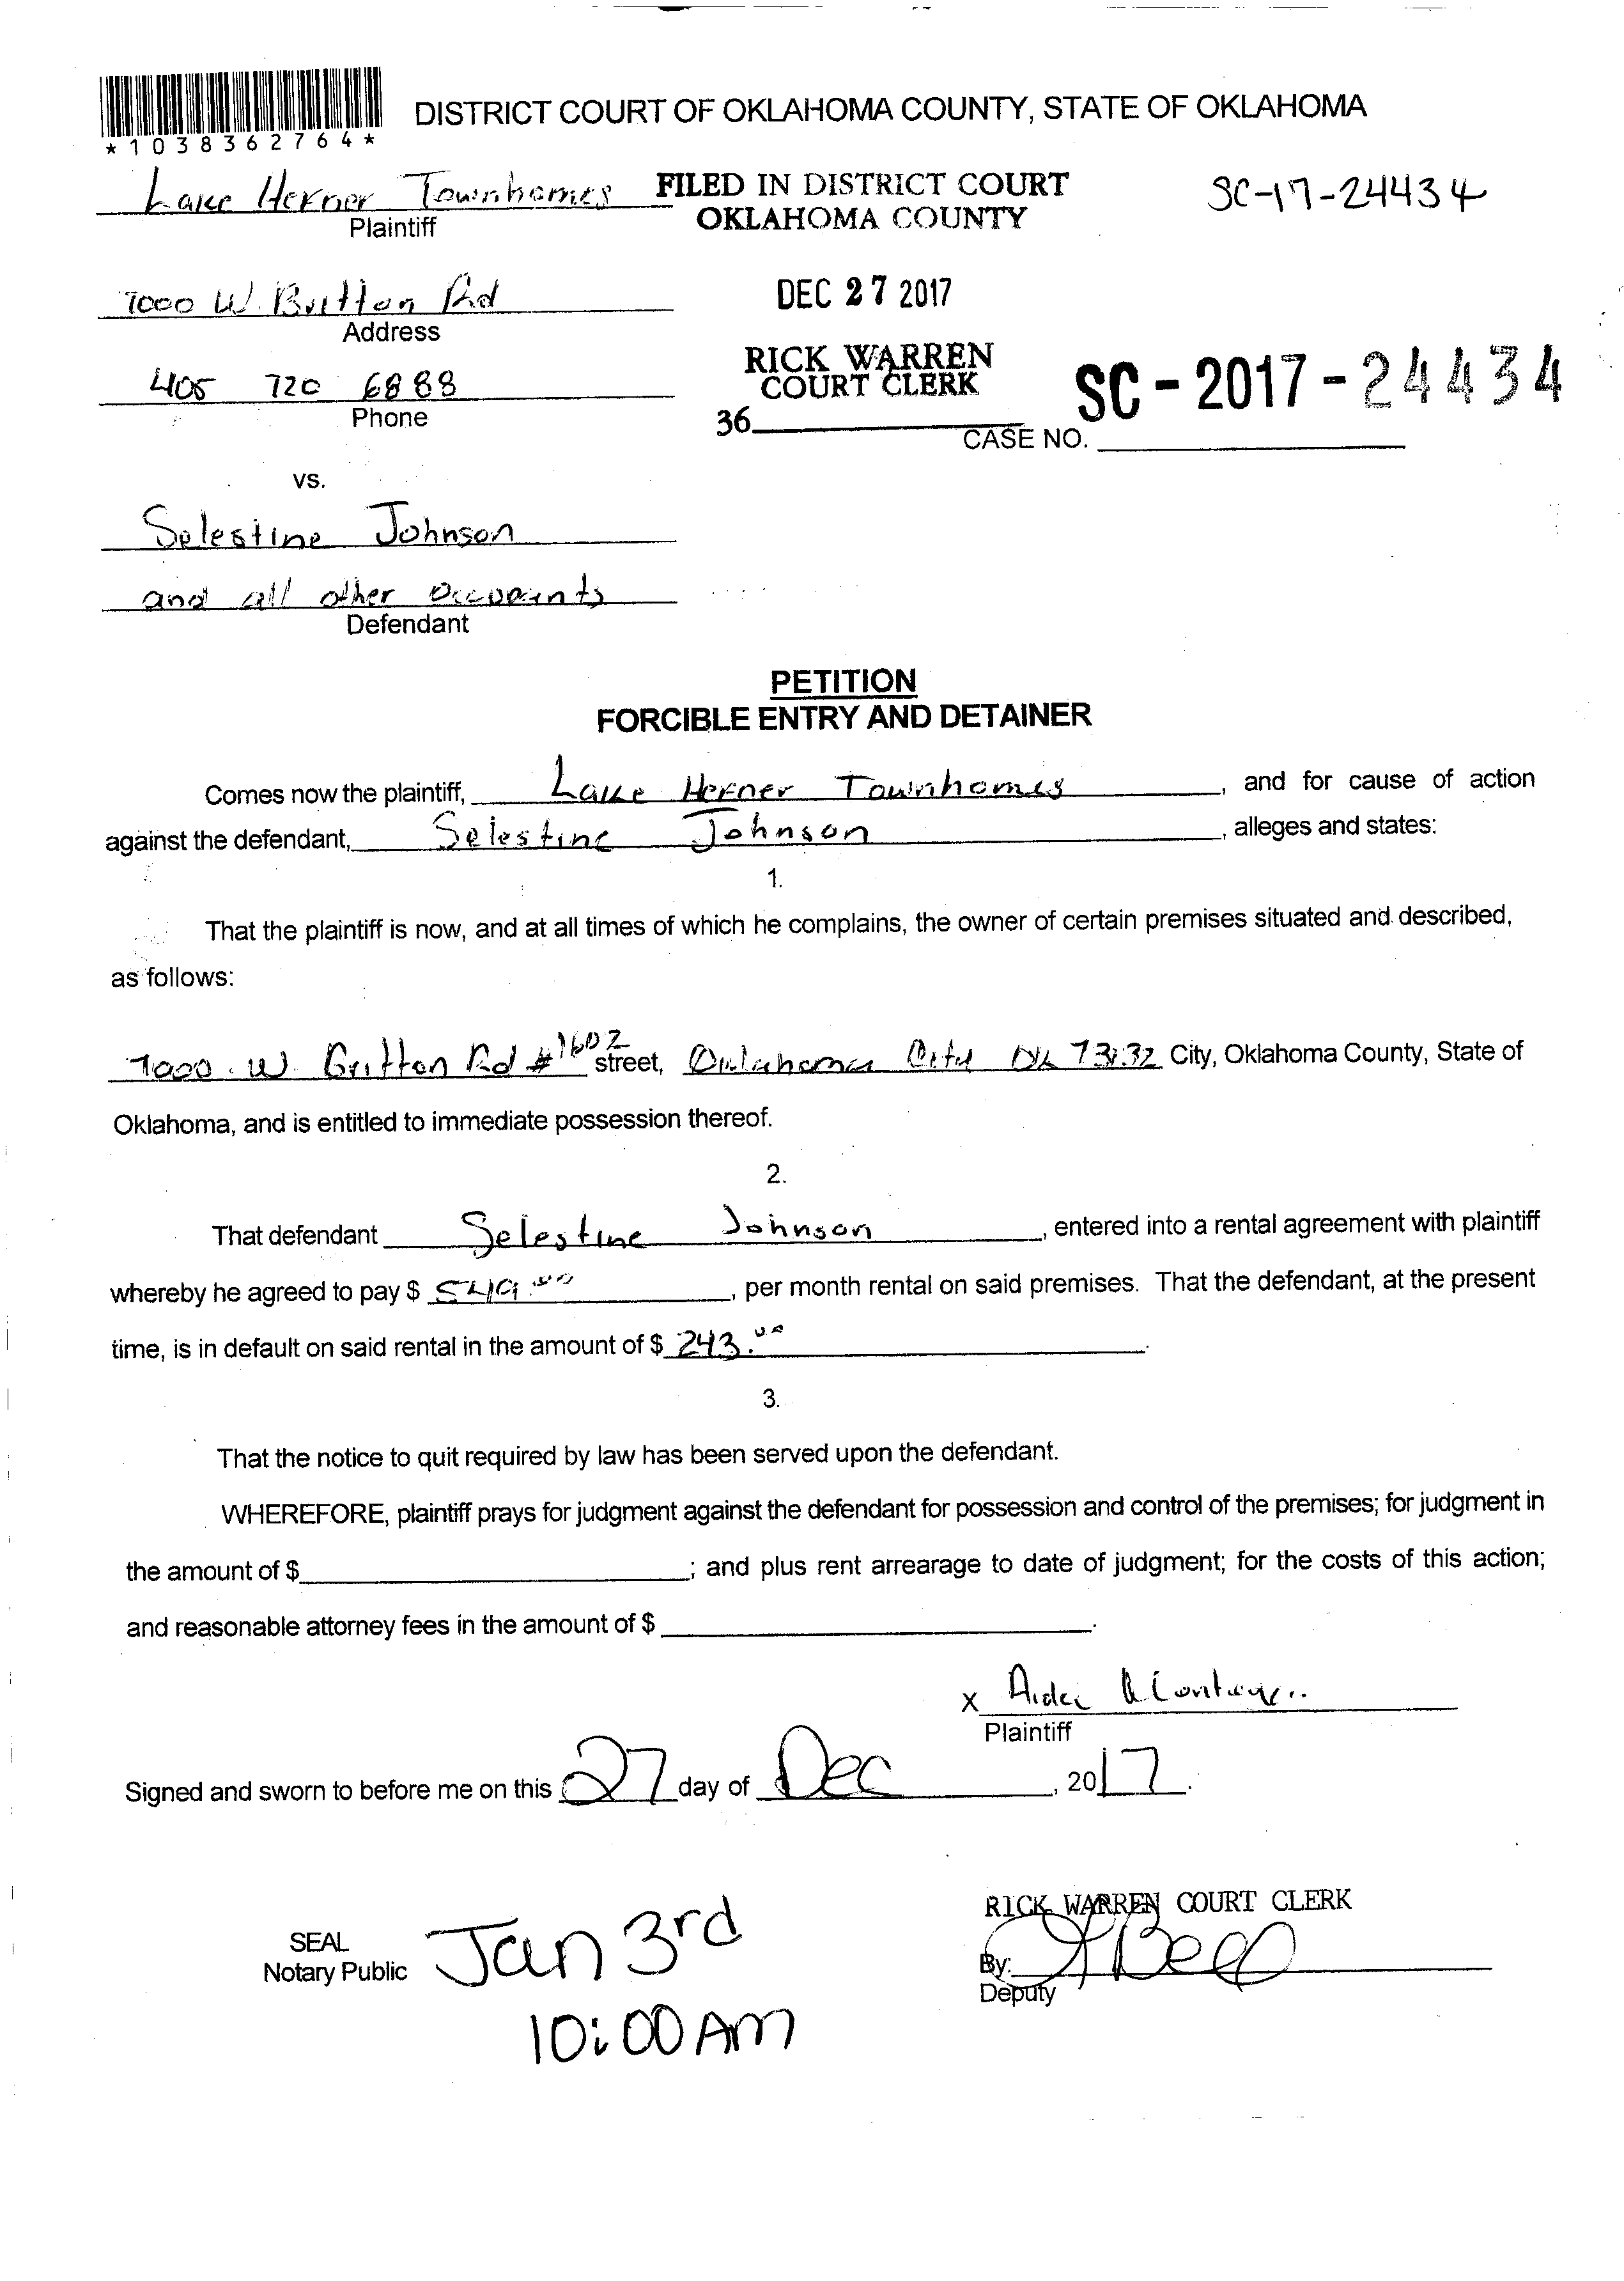 DISTRICT COURT OF OKLAHOMA COUNTY, STATE OF OKLAHOMA
*1038362764*
Lake Hefner Townhomes
Plaintiff
FILED IN DISTRICT COURT
OKLAHOMA COUNTY
SC-17-24434
7000 W. Britton Rd
Address
DEC 27 2017
405 720 6888
Phone
RICK WARREN
COURT CLERK
36
SC-2017-24434
CASE NO.
vs.
Selestine Johnson
and all other occupants
Defendant
PETITION
FORCIBLE ENTRY AND DETAINER
Comes now the plaintiff, Lake Hefner Townhomes, and for cause of action
against the defendant, Selestine Johnson, alleges and states:
1.
That the plaintiff is now, and at all times of which he complains, the owner of certain premises situated and described,
as follows:
7000 W. Britton Rd #1602 street, Oklahoma City OK 73132 City, Oklahoma County, State of
Oklahoma, and is entitled to immediate possession thereof.
2.
That defendant Selestine Johnson, entered into a rental agreement with plaintiff
whereby he agreed to pay $ 549.00, per month rental on said premises. That the defendant, at the present
time, is in default on said rental in the amount of $ 243.00.
3.
That the notice to quit required by law has been served upon the defendant.
WHEREFORE, plaintiff prays for judgment against the defendant for possession and control of the premises; for judgment in
the amount of $; and plus rent arrearage to date of judgment; for the costs of this action;
and reasonable attorney fees in the amount of $.
x
Plaintiff
Signed and sworn to before me on this 27 day of Dec, 2017.
RICK WARREN COURT CLERK
SEAL
Notary Public
Jan 3rd
10:00 AM
By:
Deputy